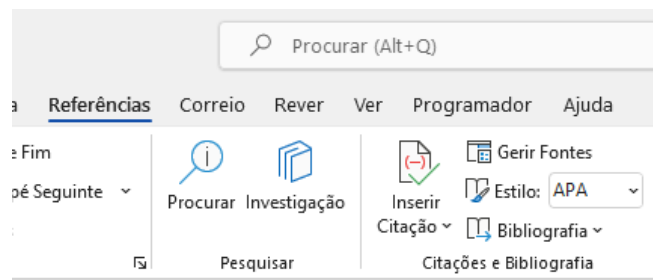 Procurar (Alt+Q)
Referências Correio Rever Ver Programador Ajuda
e Fim
pé Seguinte
Procurar Investigação
Inserir
Citação
Gerir Fontes
Estilo: APA
Bibliografia
Pesquisar
Citações e Bibliografia